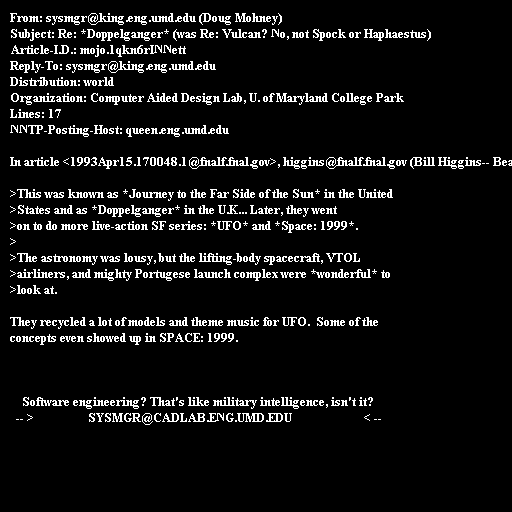 From: sysmgr@king.eng.umd.edu (Doug Mohney)
Subject: Re: *Doppelganger* (was Re: Vulcan? No, not Spock or Haphaestus)
Article-I.D.: mojo.1qkn6rINNett
Reply-To: sysmgr@king.eng.umd.edu
Distribution: world
Organization: Computer Aided Design Lab, U. of Maryland College Park
Lines: 17
NNTP-Posting-Host: queen.eng.umd.edu

In article <1993Apr15.170048.1@fnalf.fnal.gov>, higgins@fnalf.fnal.gov (Bill Higgins-- Bea

>This was known as *Journey to the Far Side of the Sun* in the United
>States and as *Doppelganger* in the U.K... Later, they went
>on to do more live-action SF series: *UFO* and *Space: 1999*.
>
>The astronomy was lousy, but the lifting-body spacecraft, VTOL
>airliners, and mighty Portugese launch complex were *wonderful* to
>look at.

They recycled a lot of models and theme music for UFO.  Some of the
concepts even showed up in SPACE: 1999.

Software engineering? That's like military intelligence, isn't it?
-- > SYSMGR@CADLAB.ENG.UMD.EDU < --